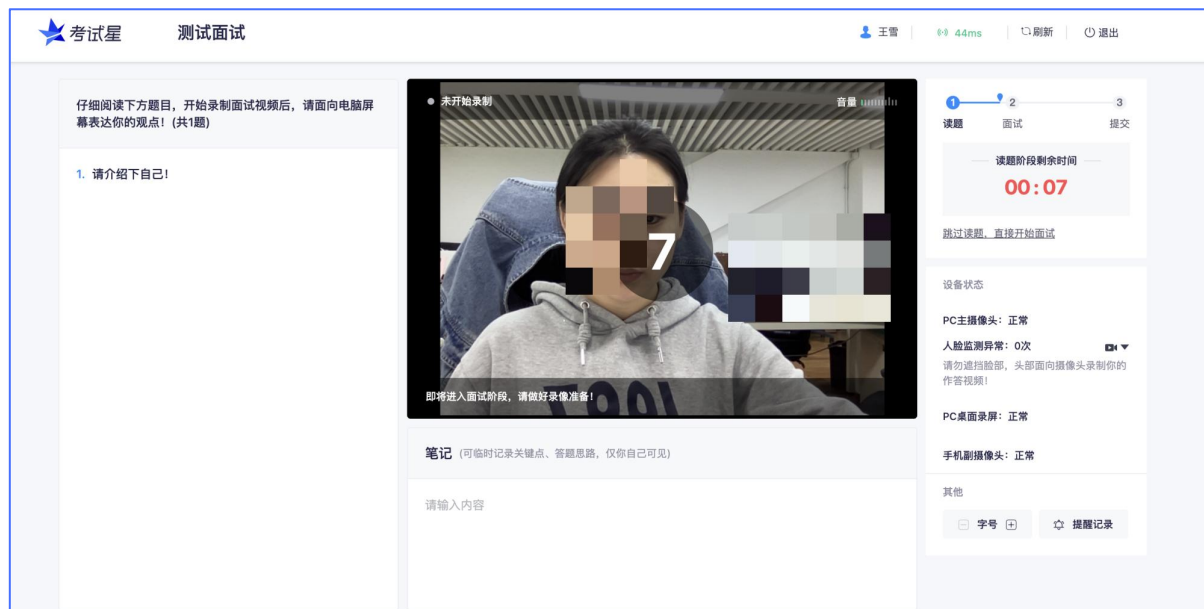 考试星
测试面试
王雪
44ms
刷新
退出
仔细阅读下方题目，开始录制面试视频后，请面向电脑屏
幕表达你的观点！(共1题)
1. 请介绍下自己！
未开始录制
音量
7
即将进入面试阶段，请做好录像准备！
笔记 (可临时记录关键点、答题思路，仅你自己可见)
请输入内容
1
2
3
读题
面试
提交
读题阶段剩余时间
00:07
跳过读题、直接开始面试
设备状态
PC主摄像头：正常
人脸监测异常：0次
请勿遮挡脸部，头部面向摄像头录制你的
作答视频！
PC桌面录屏：正常
手机副摄像头：正常
其他
字号
提醒记录